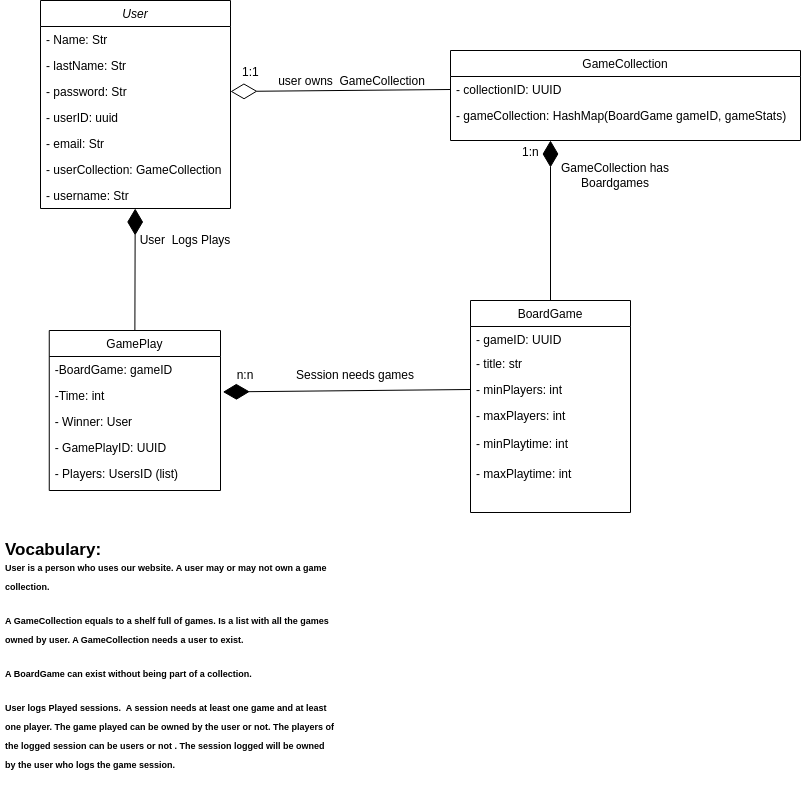 User
- Name: Str
- lastName: Str
- password: Str
- userID: uuid
- email: Str
- userCollection: GameCollection
- username: Str
1:1
user owns  GameCollection
GameCollection
- collectionID: UUID
- gameCollection: HashMap(BoardGame gameID, gameStats)
1:n
GameCollection has
Boardgames
User  Logs Plays
GamePlay
-BoardGame: gameID
-Time: int
- Winner: User
- GamePlayID: UUID
- Players: UsersID (list)
n:n
Session needs games
BoardGame
- gameID: UUID
- title: str
- minPlayers: int
- maxPlayers: int
- minPlaytime: int
- maxPlaytime: int
Vocabulary:
User is a person who uses our website. A user may or may not own a game
collection.
A GameCollection equals to a shelf full of games. Is a list with all the games
owned by user. A GameCollection needs a user to exist.
A BoardGame can exist without being part of a collection.
User logs Played sessions.  A session needs at least one game and at least
one player. The game played can be owned by the user or not. The players of
the logged session can be users or not . The session logged will be owned
by the user who logs the game session.